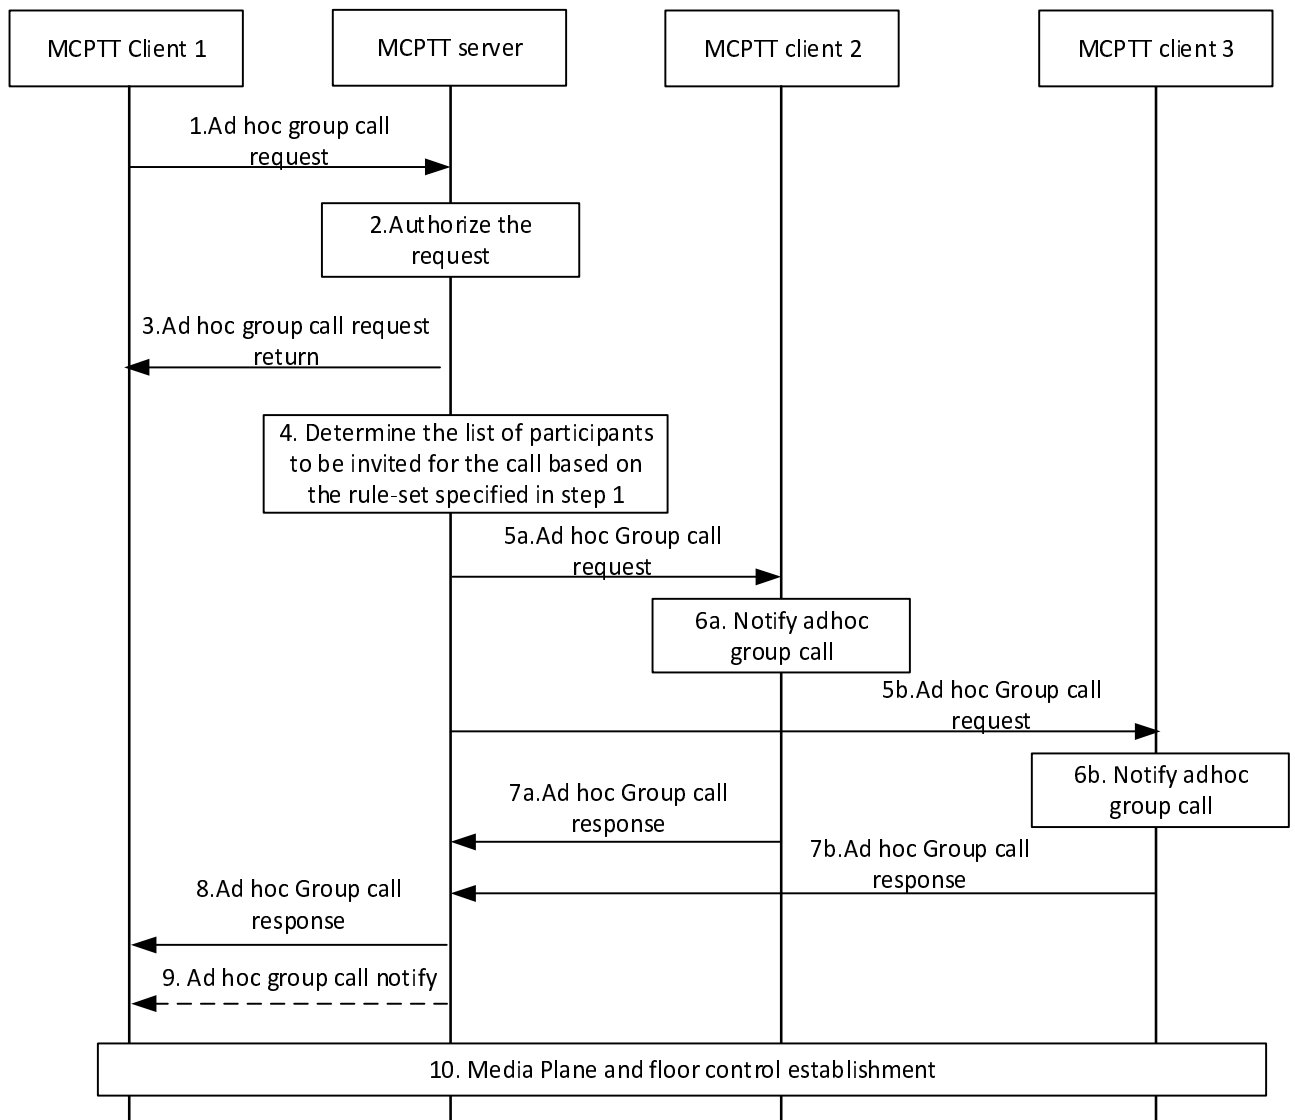 MCPTT Client 1
MCPTT server
MCPTT client 2
MCPTT client 3
1.Ad hoc group call
request
2.Authorize the
request
3.Ad hoc group call request
return
4. Determine the list of participants
to be invited for the call based on
the rule-set specified in step 1
5a.Ad hoc Group call
request
6a. Notify adhoc
group call
5b.Ad hoc Group call
request
6b. Notify adhoc
group call
7a.Ad hoc Group call
response
7b.Ad hoc Group call
response
8.Ad hoc Group call
response
9. Ad hoc group call notify
10. Media Plane and floor control establishment